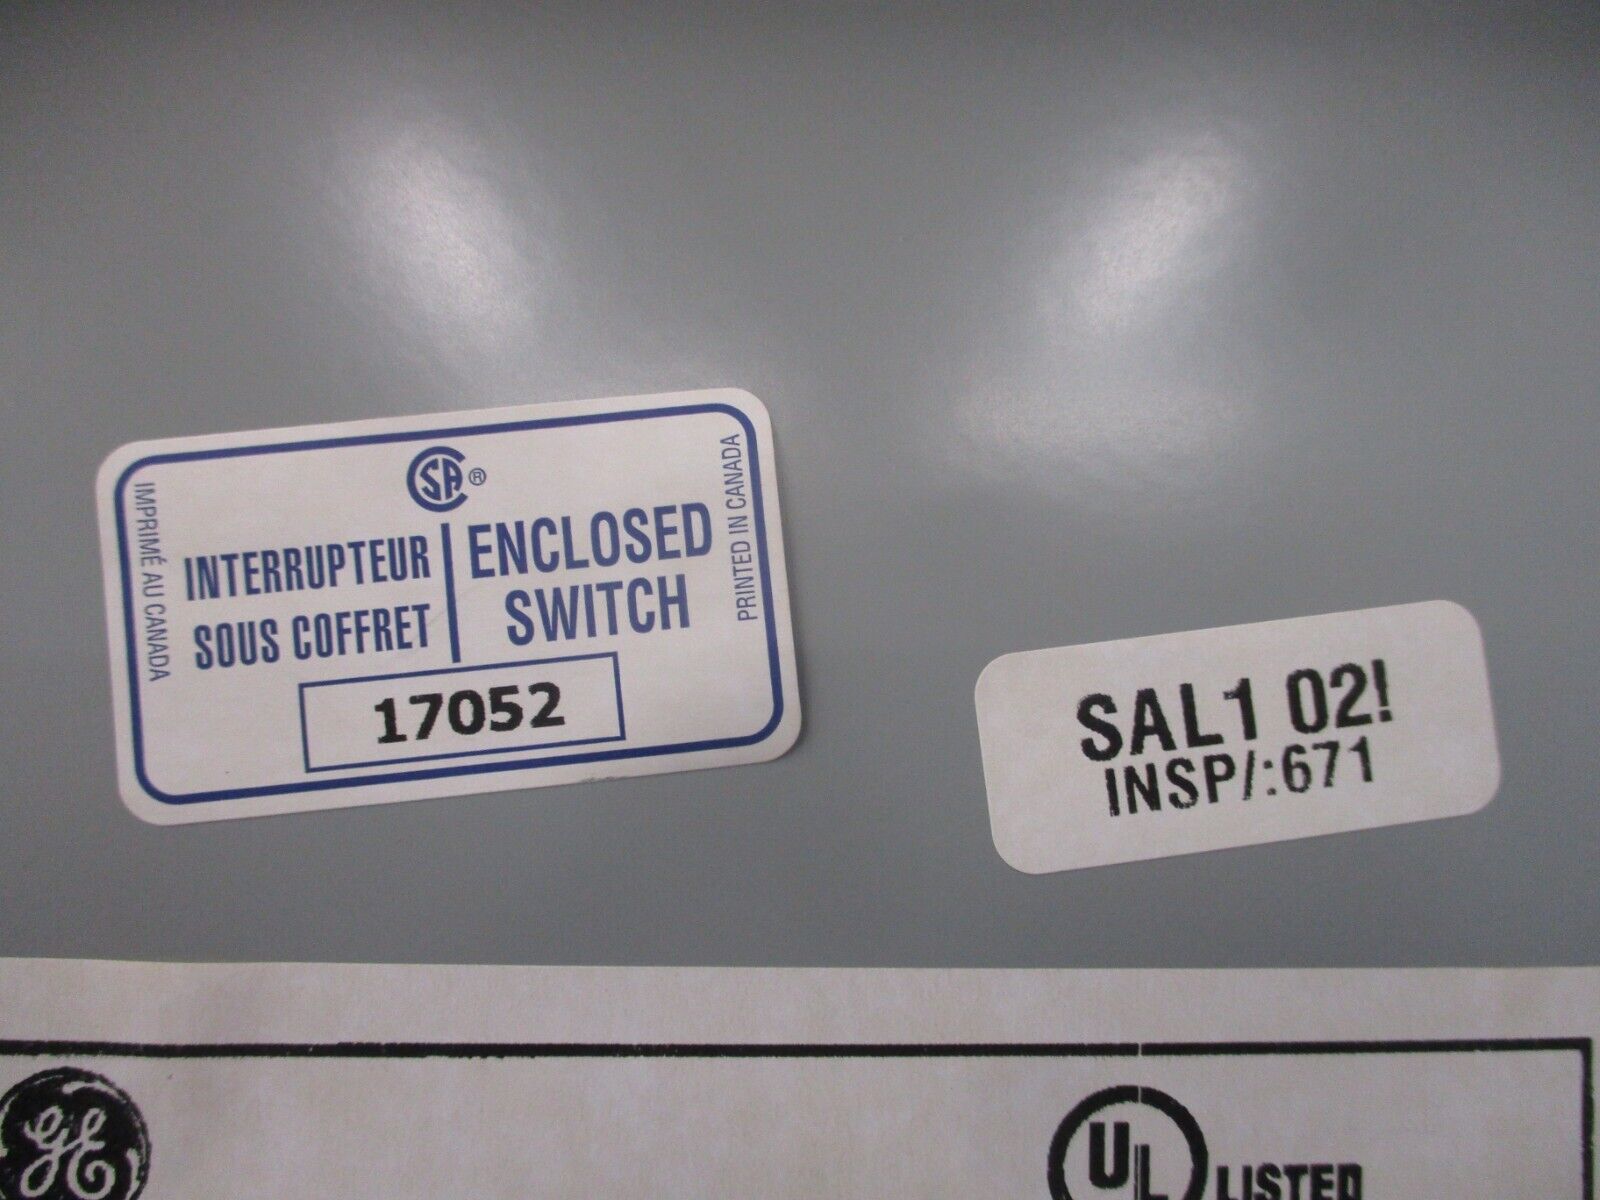 CSA®
IMPRIMÉ AU CANADA
INTERRUPTEUR
SOUS COFFRET
ENCLOSED
SWITCH
PRINTED IN CANADA
17052
SAL1 02!
INSP/:671
GE
UL LISTED